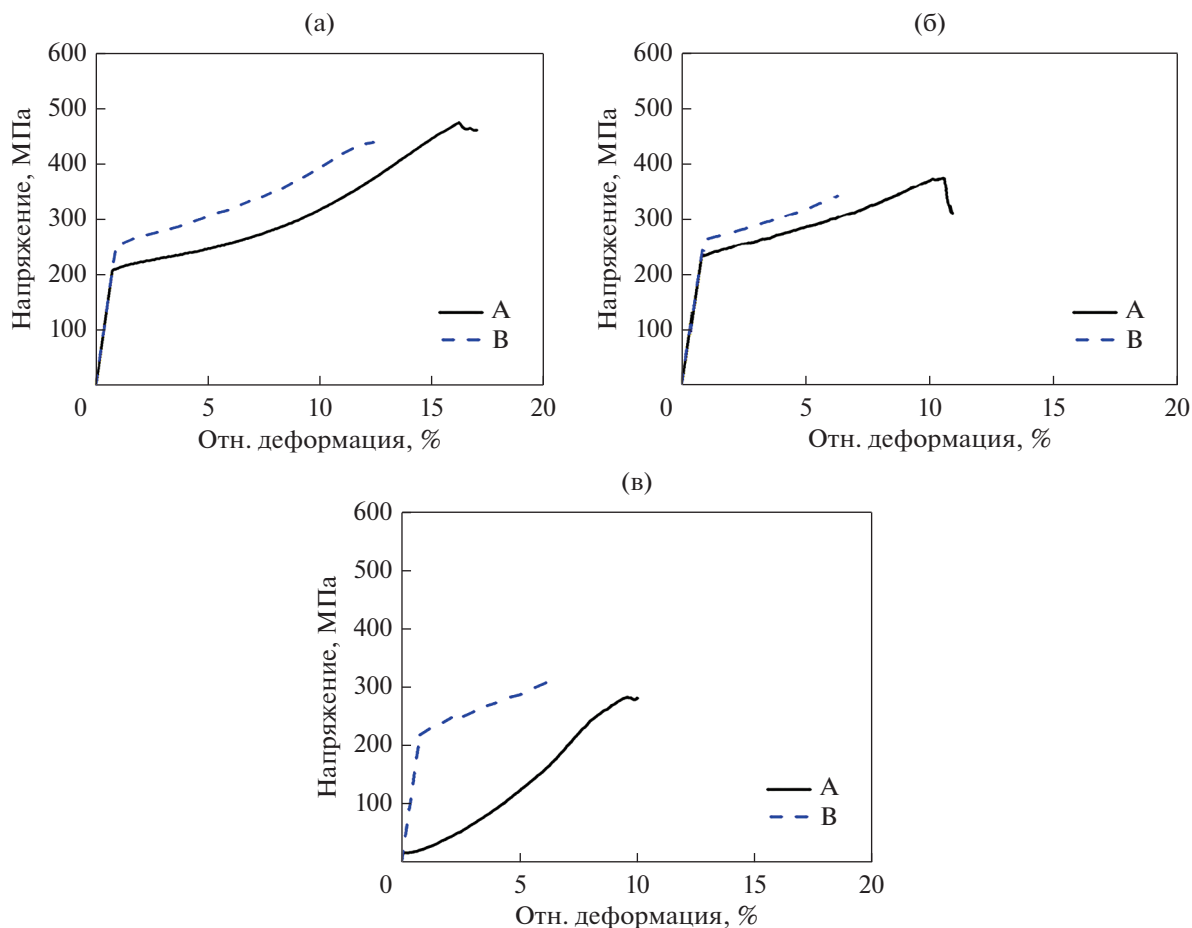 (а)
Напряжение, МПа
600
500
400
300
200
100
0
5
10
15
20
Отн. деформация, %
A
B
(б)
Напряжение, МПа
600
500
400
300
200
100
0
5
10
15
20
Отн. деформация, %
A
B
(в)
Напряжение, МПа
600
500
400
300
200
100
0
5
10
15
20
Отн. деформация, %
A
B